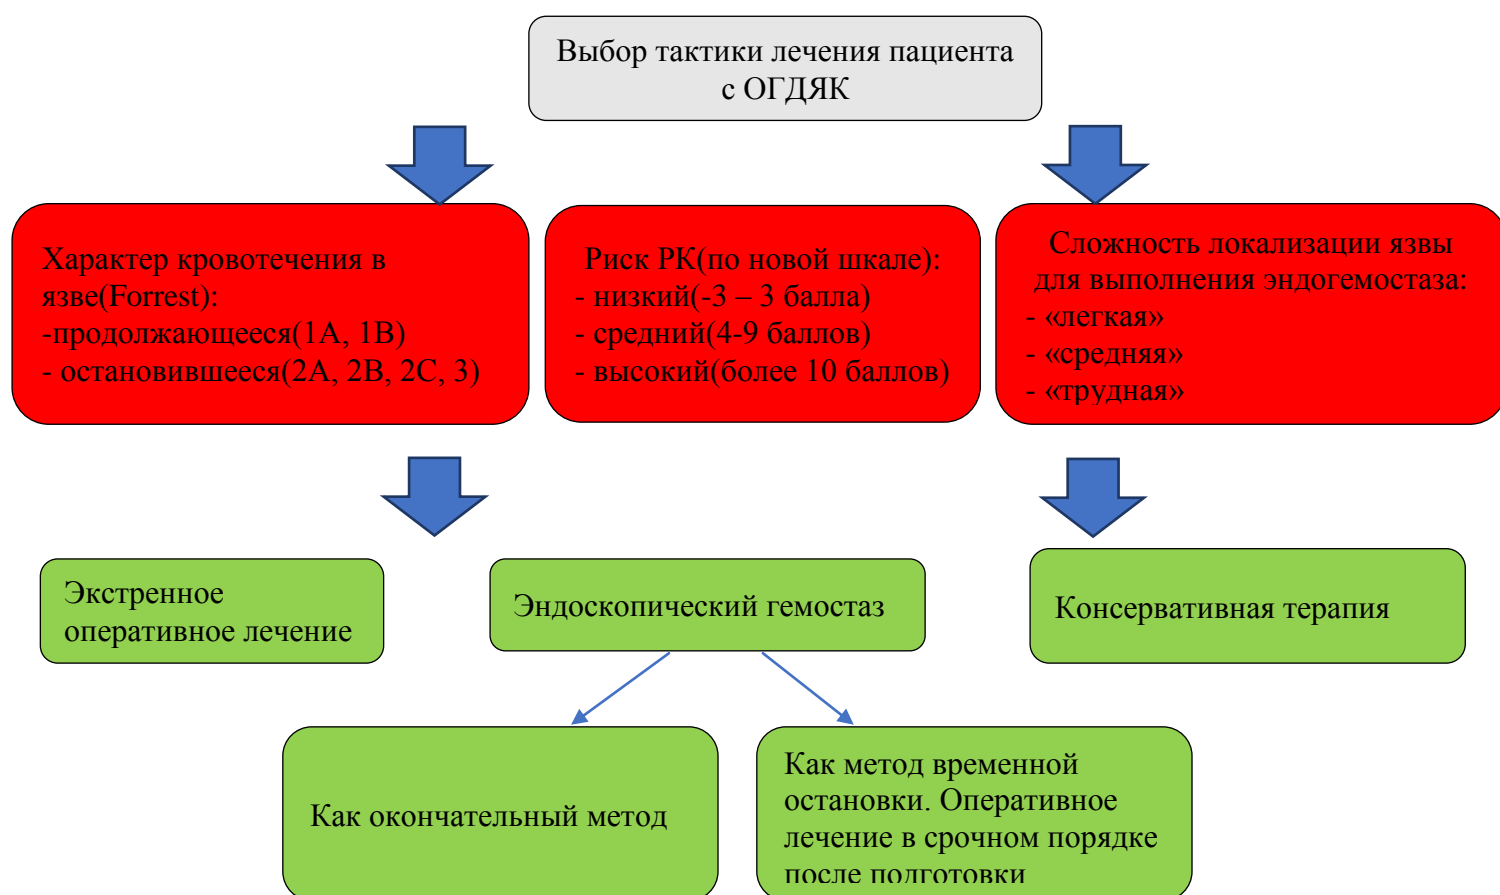 Выбор тактики лечения пациента
с ОГДЯК
Характер кровотечения в
язве(Forrest):
-продолжающееся(1А, 1В)
- остановившееся(2А, 2В, 2С, 3)
Риск РК(по новой шкале):
- низкий(-3 – 3 балла)
- средний(4-9 баллов)
- высокий(более 10 баллов)
Сложность локализации язвы
для выполнения эндогемостаза:
- «легкая»
- «средняя»
- «трудная»
Экстренное
оперативное лечение
Эндоскопический гемостаз
Консервативная терапия
Как окончательный метод
Как метод временной
остановки. Оперативное
лечение в срочном порядке
после подготовки